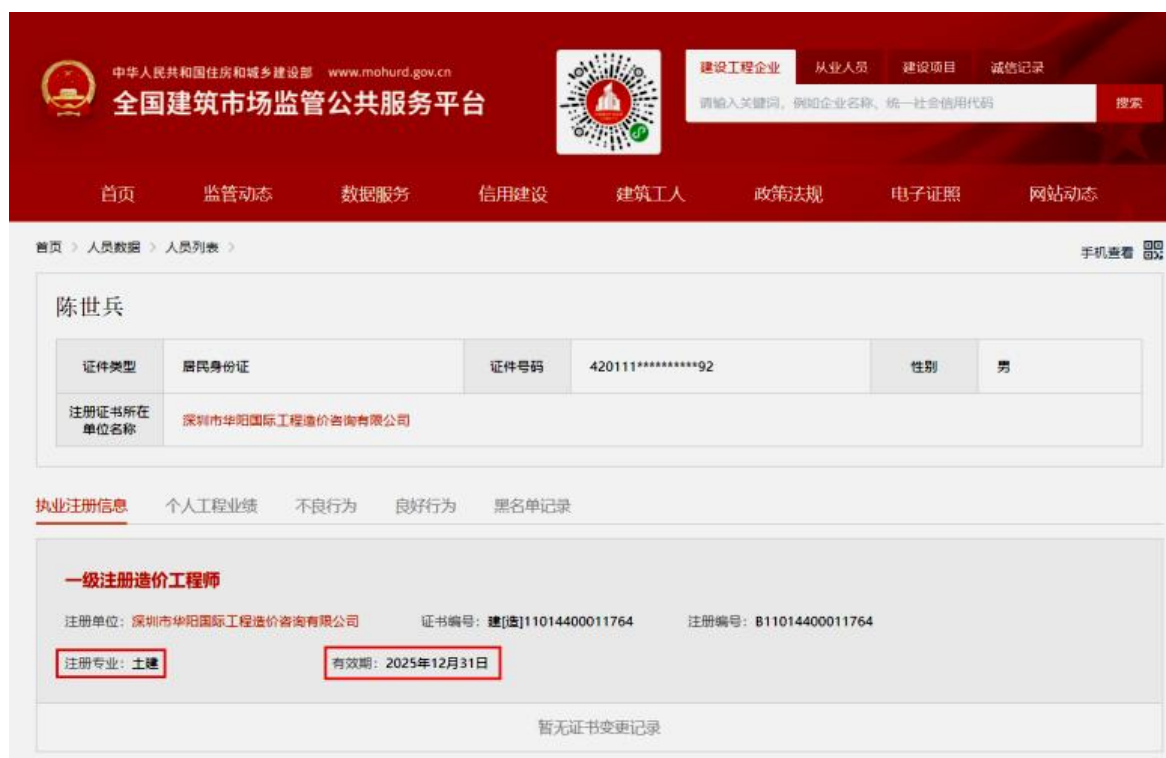 中华人民共和国住房和城乡建设部 www.mohurd.gov.cn
全国建筑市场监管公共服务平台
建设工程企业 从业人员 建设项目 诚信记录
请输入关键词，例如企业名称、统一社会信用代码 搜索
首页 监管动态 数据服务 信用建设 建筑工人 政策法规 电子证照 网站动态
首页 > 人员数据 > 人员列表 >
手机查看
陈世兵
证件类型 居民身份证 证件号码 420111**********92 性别 男
注册证书所在
单位名称
深圳市华阳国际工程造价咨询有限公司
执业注册信息 个人工程业绩 不良行为 良好行为 黑名单记录
一级注册造价工程师
注册单位：深圳市华阳国际工程造价咨询有限公司 证书编号：建[造]11014400011764 注册编号：B11014400011764
注册专业：土建 有效期：2025年12月31日
暂无证书变更记录